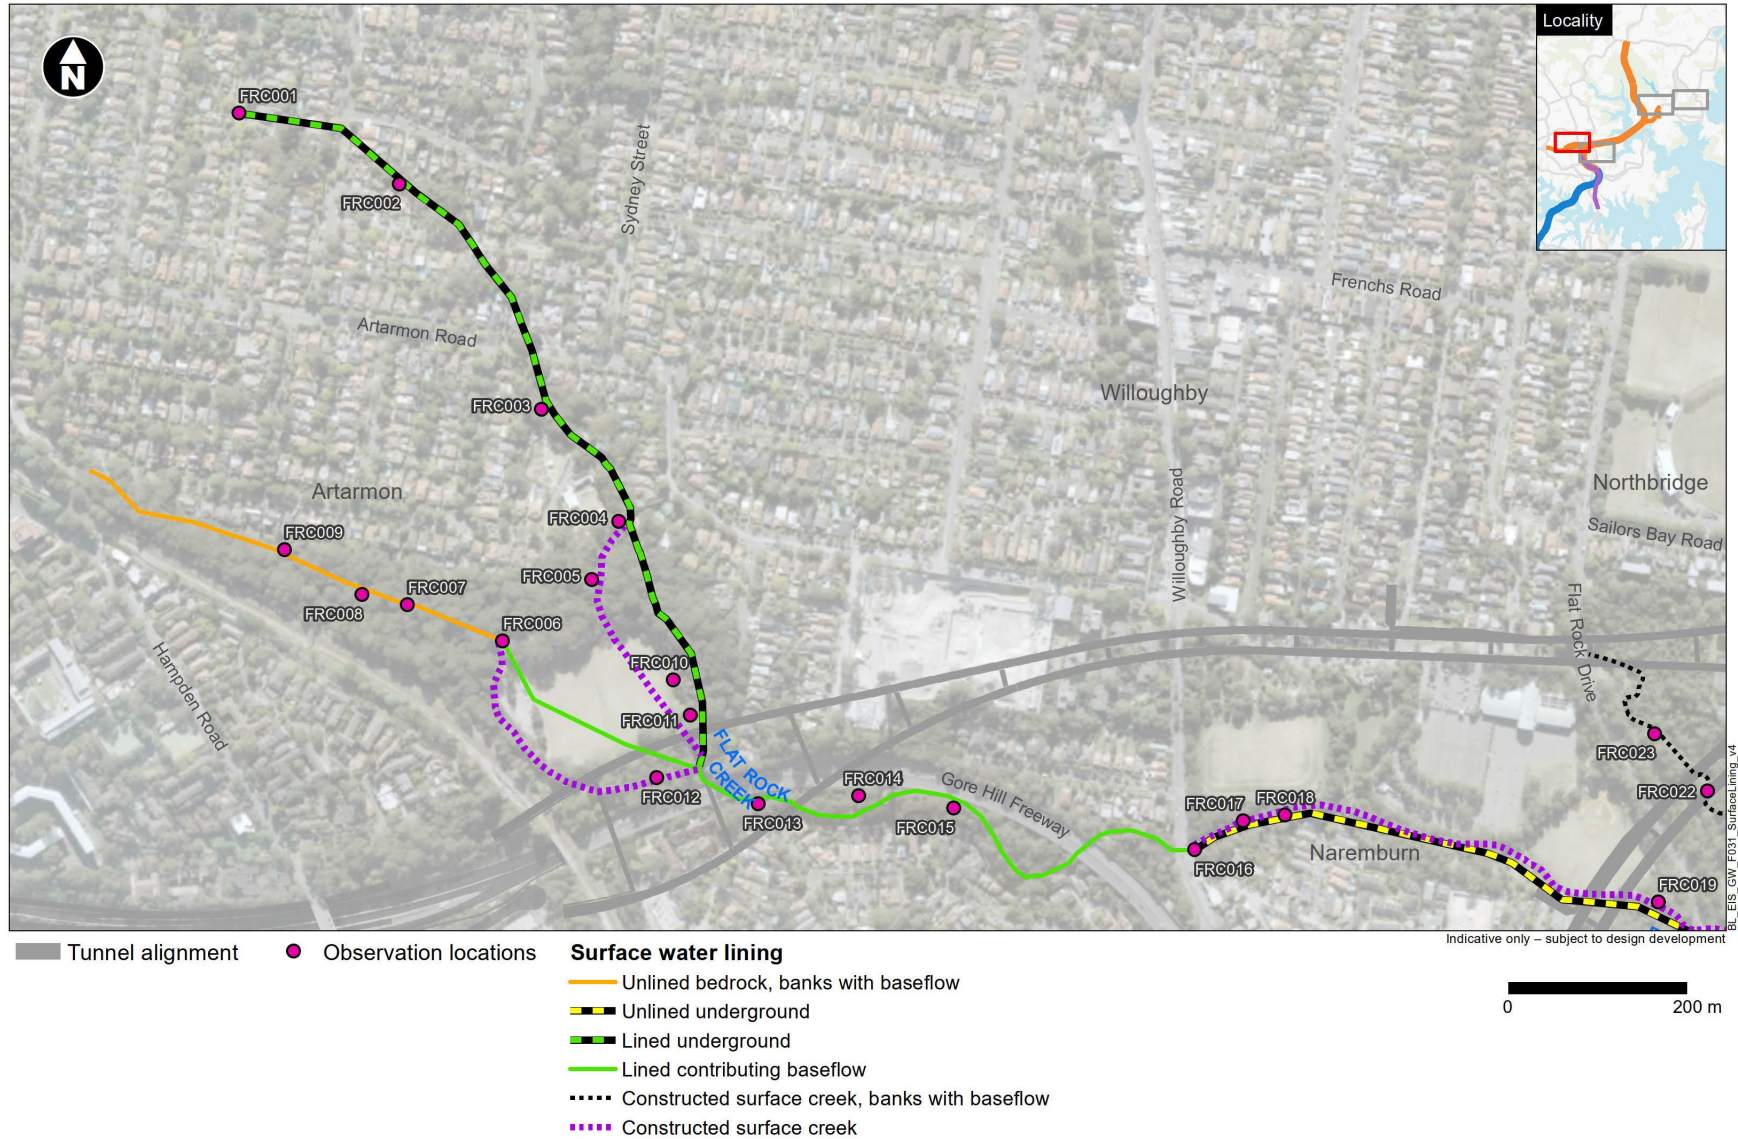 Locality
N
FRC001
FRC002
Sydney Street
Frenchs Road
Artarmon Road
Willoughby
FRC003
Artarmon
Northbridge
FRC004
Willoughby Road
Sailors Bay Road
FRC009
FRC005
FRC007
FRC008
FRC006
Flat Rock Drive
Hampden Road
FRC010
FRC011
FLAT ROCK
CREEK
FRC023
FRC014
Gore Hill Freeway
FRC022
FRC012
FRC013
FRC015
FRC017
FRC018
Naremburn
FRC016
FRC019
BL_EIS_GW_F031_SurfaceLining_v4
Indicative only – subject to design development
Tunnel alignment
Observation locations
Surface water lining
Unlined bedrock, banks with baseflow
Unlined underground
Lined underground
Lined contributing baseflow
Constructed surface creek, banks with baseflow
Constructed surface creek
0 200 m